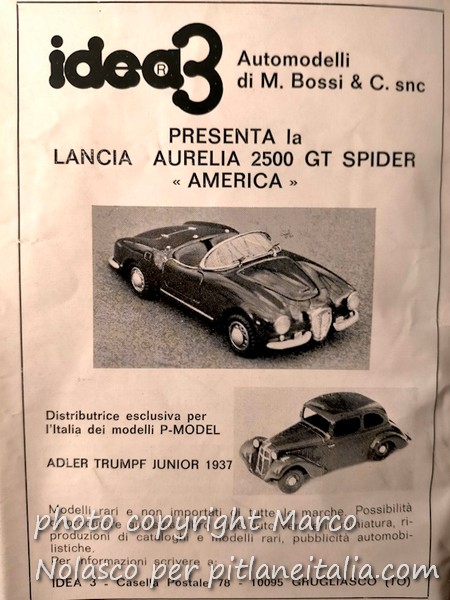 idea3 ®
Automodelli
di M. Bossi & C. snc
PRESENTA la
LANCIA AURELIA 2500 GT SPIDER
« AMERICA »
Distributrice esclusiva per
l'Italia dei modelli P-MODEL
ADLER TRUMPF JUNIOR 1937
Modelli rari e non importati di tutte le marche. Possibilità
photo copyright Marco
produzioni di cataloghi e modelli rari, pubblicità automobi-
listiche.
Per informazioni scrivere a
Nolasco per pitlaneitalia.com
IDEA 3 - Casella Postale 78 - 10095 GRUGLIASCO (TO)